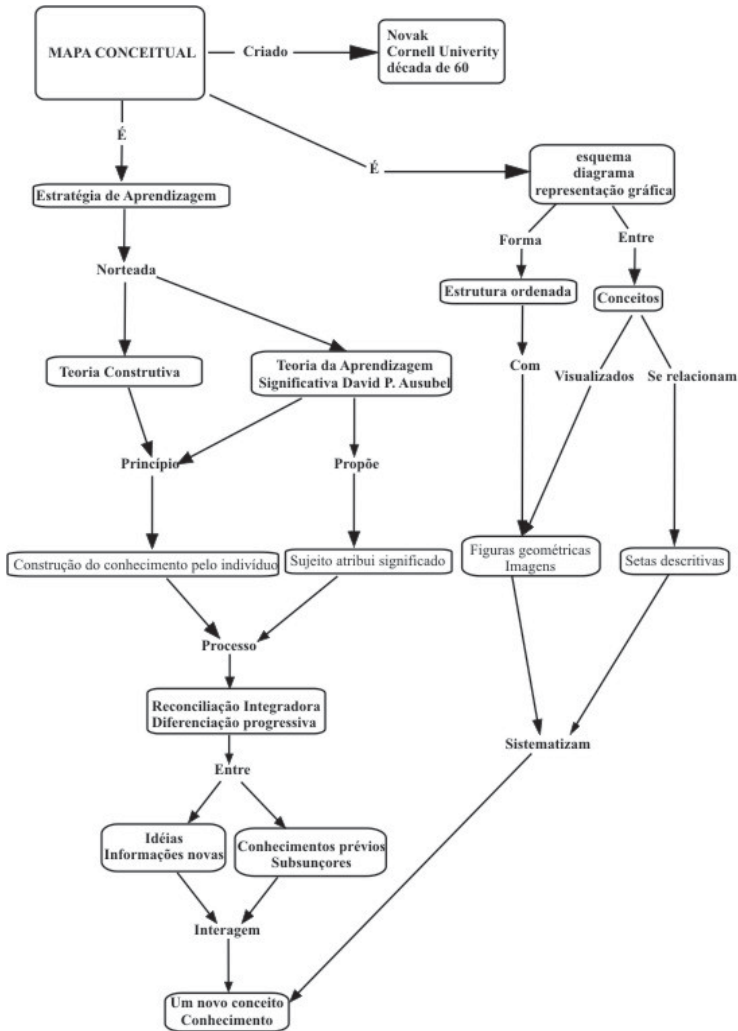 MAPA CONCEITUAL
Criado
Novak
Cornell Univerity
década de 60
É
É
esquema
diagrama
representação gráfica
Estratégia de Aprendizagem
Forma
Entre
Norteada
Estrutura ordenada
Conceitos
Teoria Construtiva
Teoria da Aprendizagem
Significativa David P. Ausubel
Com
Visualizados
Se relacionam
Princípio
Propõe
Construção do conhecimento pelo indivíduo
Sujeito atribui significado
Figuras geométricas
Imagens
Setas descritivas
Processo
Reconciliação Integradora
Diferenciação progressiva
Sistematizam
Entre
Idéias
Informações novas
Conhecimentos prévios
Subsunçores
Interagem
Um novo conceito
Conhecimento